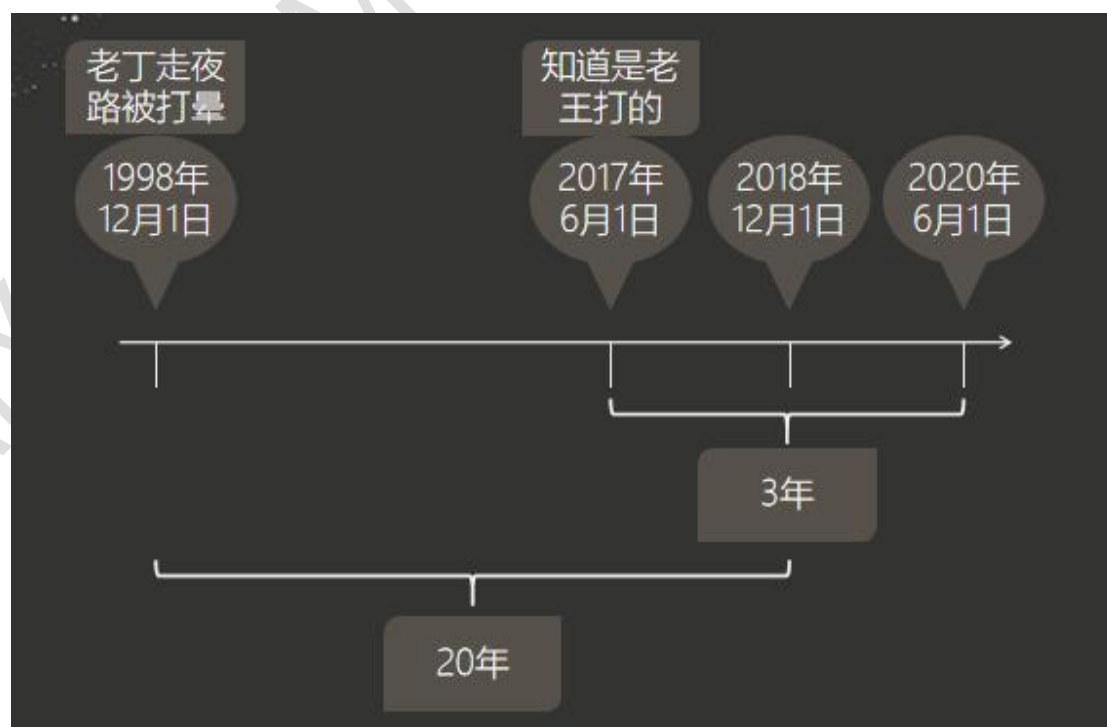 老丁走夜
路被打晕
知道是老
王打的
1998年
12月1日
2017年
6月1日
2018年
12月1日
2020年
6月1日
3年
20年